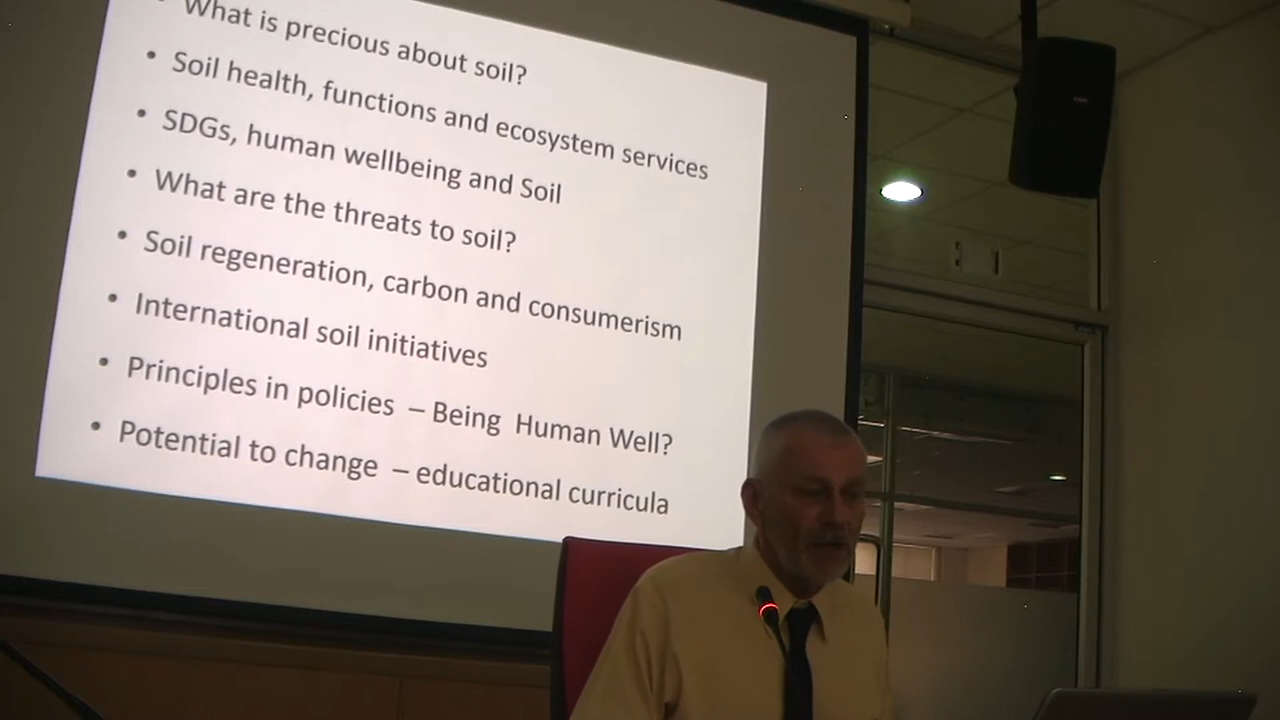 • What is precious about soil?
• Soil health, functions and ecosystem services
• SDGs, human wellbeing and Soil
• What are the threats to soil?
• Soil regeneration, carbon and consumerism
• International soil initiatives
• Principles in policies – Being Human Well?
• Potential to change – educational curricula